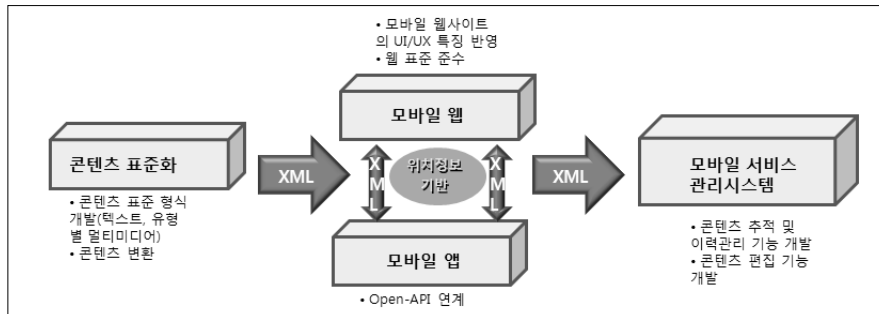 • 모바일 웹사이트
의 UI/UX 특징 반영
• 웹 표준 준수
모바일 웹
콘텐츠 표준화
XML
XML
위치정보
기반
XML
XML
모바일 서비스
관리시스템
• 콘텐츠 표준 형식
개발(텍스트, 유형
별 멀티미디어)
• 콘텐츠 변환
모바일 앱
• Open-API 연계
• 콘텐츠 추적 및
이력관리 기능 개발
• 콘텐츠 편집 기능
개발